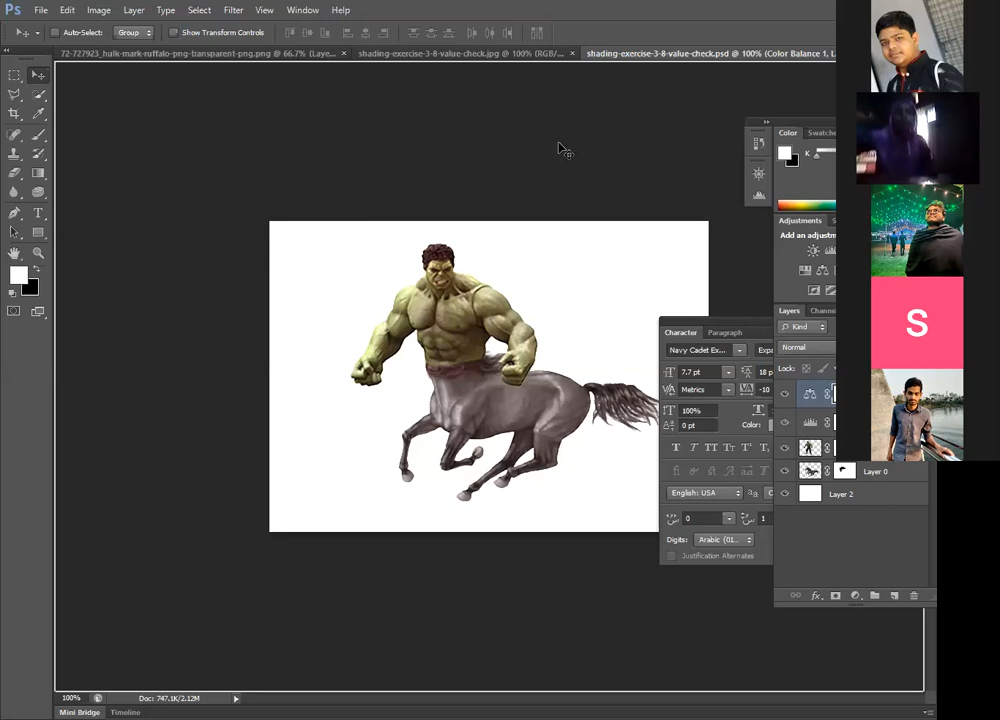 Ps File Edit Image Layer Type Select Filter View Window Help
Auto-Select: Group Show Transform Controls
72-727923_hulk-mark-ruffalo-png-transparent-png.png @ 66.7% (Laye... × shading-exercise-3-8-value-check.jpg @ 100% (RGB/... × shading-exercise-3-8-value-check.psd @ 100% (Color Balance 1, L
Color Swatche
K
Adjustments S
Add an adjustm
Layers Channe
Kind
Normal
Lock:
Layer 0
Layer 2
Character Paragraph
Navy Cadet Ex... Expa
7.7 pt 18 p
Metrics -10
100%
0 pt Color:
T T TT Tт T¹ T
English: USA aa
0 1
Digits: Arabic (01...
Justification Alternates
S
100% Doc: 747.1K/2.12M
Mini Bridge Timeline